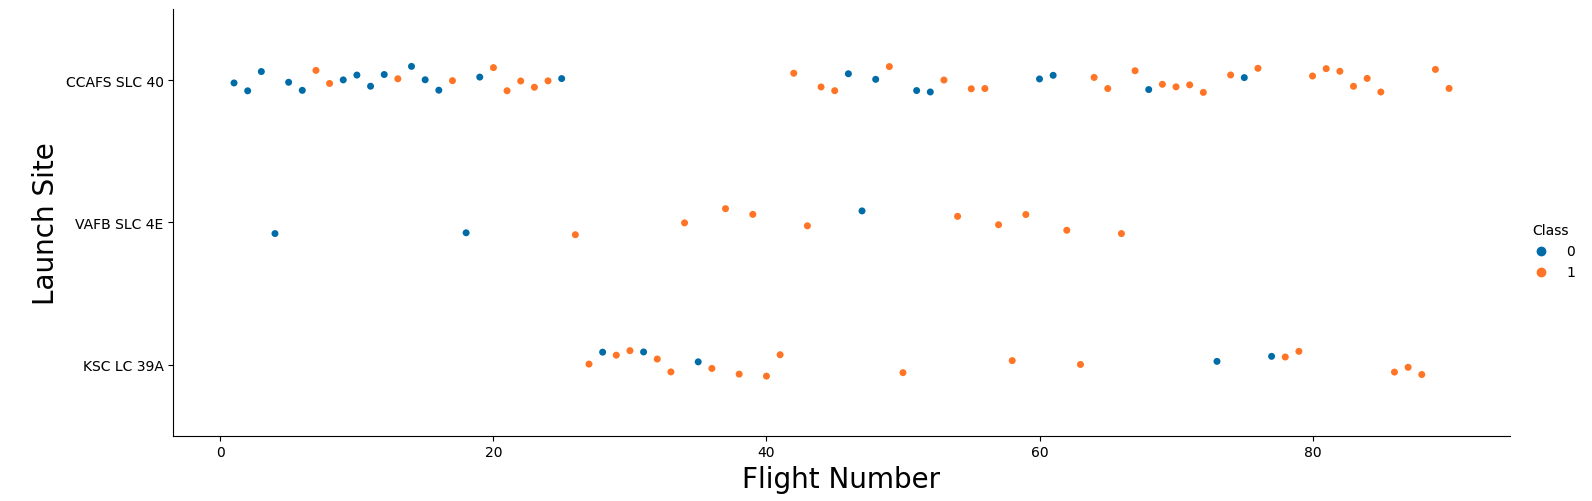 CCAFS SLC 40
VAFB SLC 4E
KSC LC 39A
Launch Site
0 20 40 60 80
Flight Number
Class
0
1